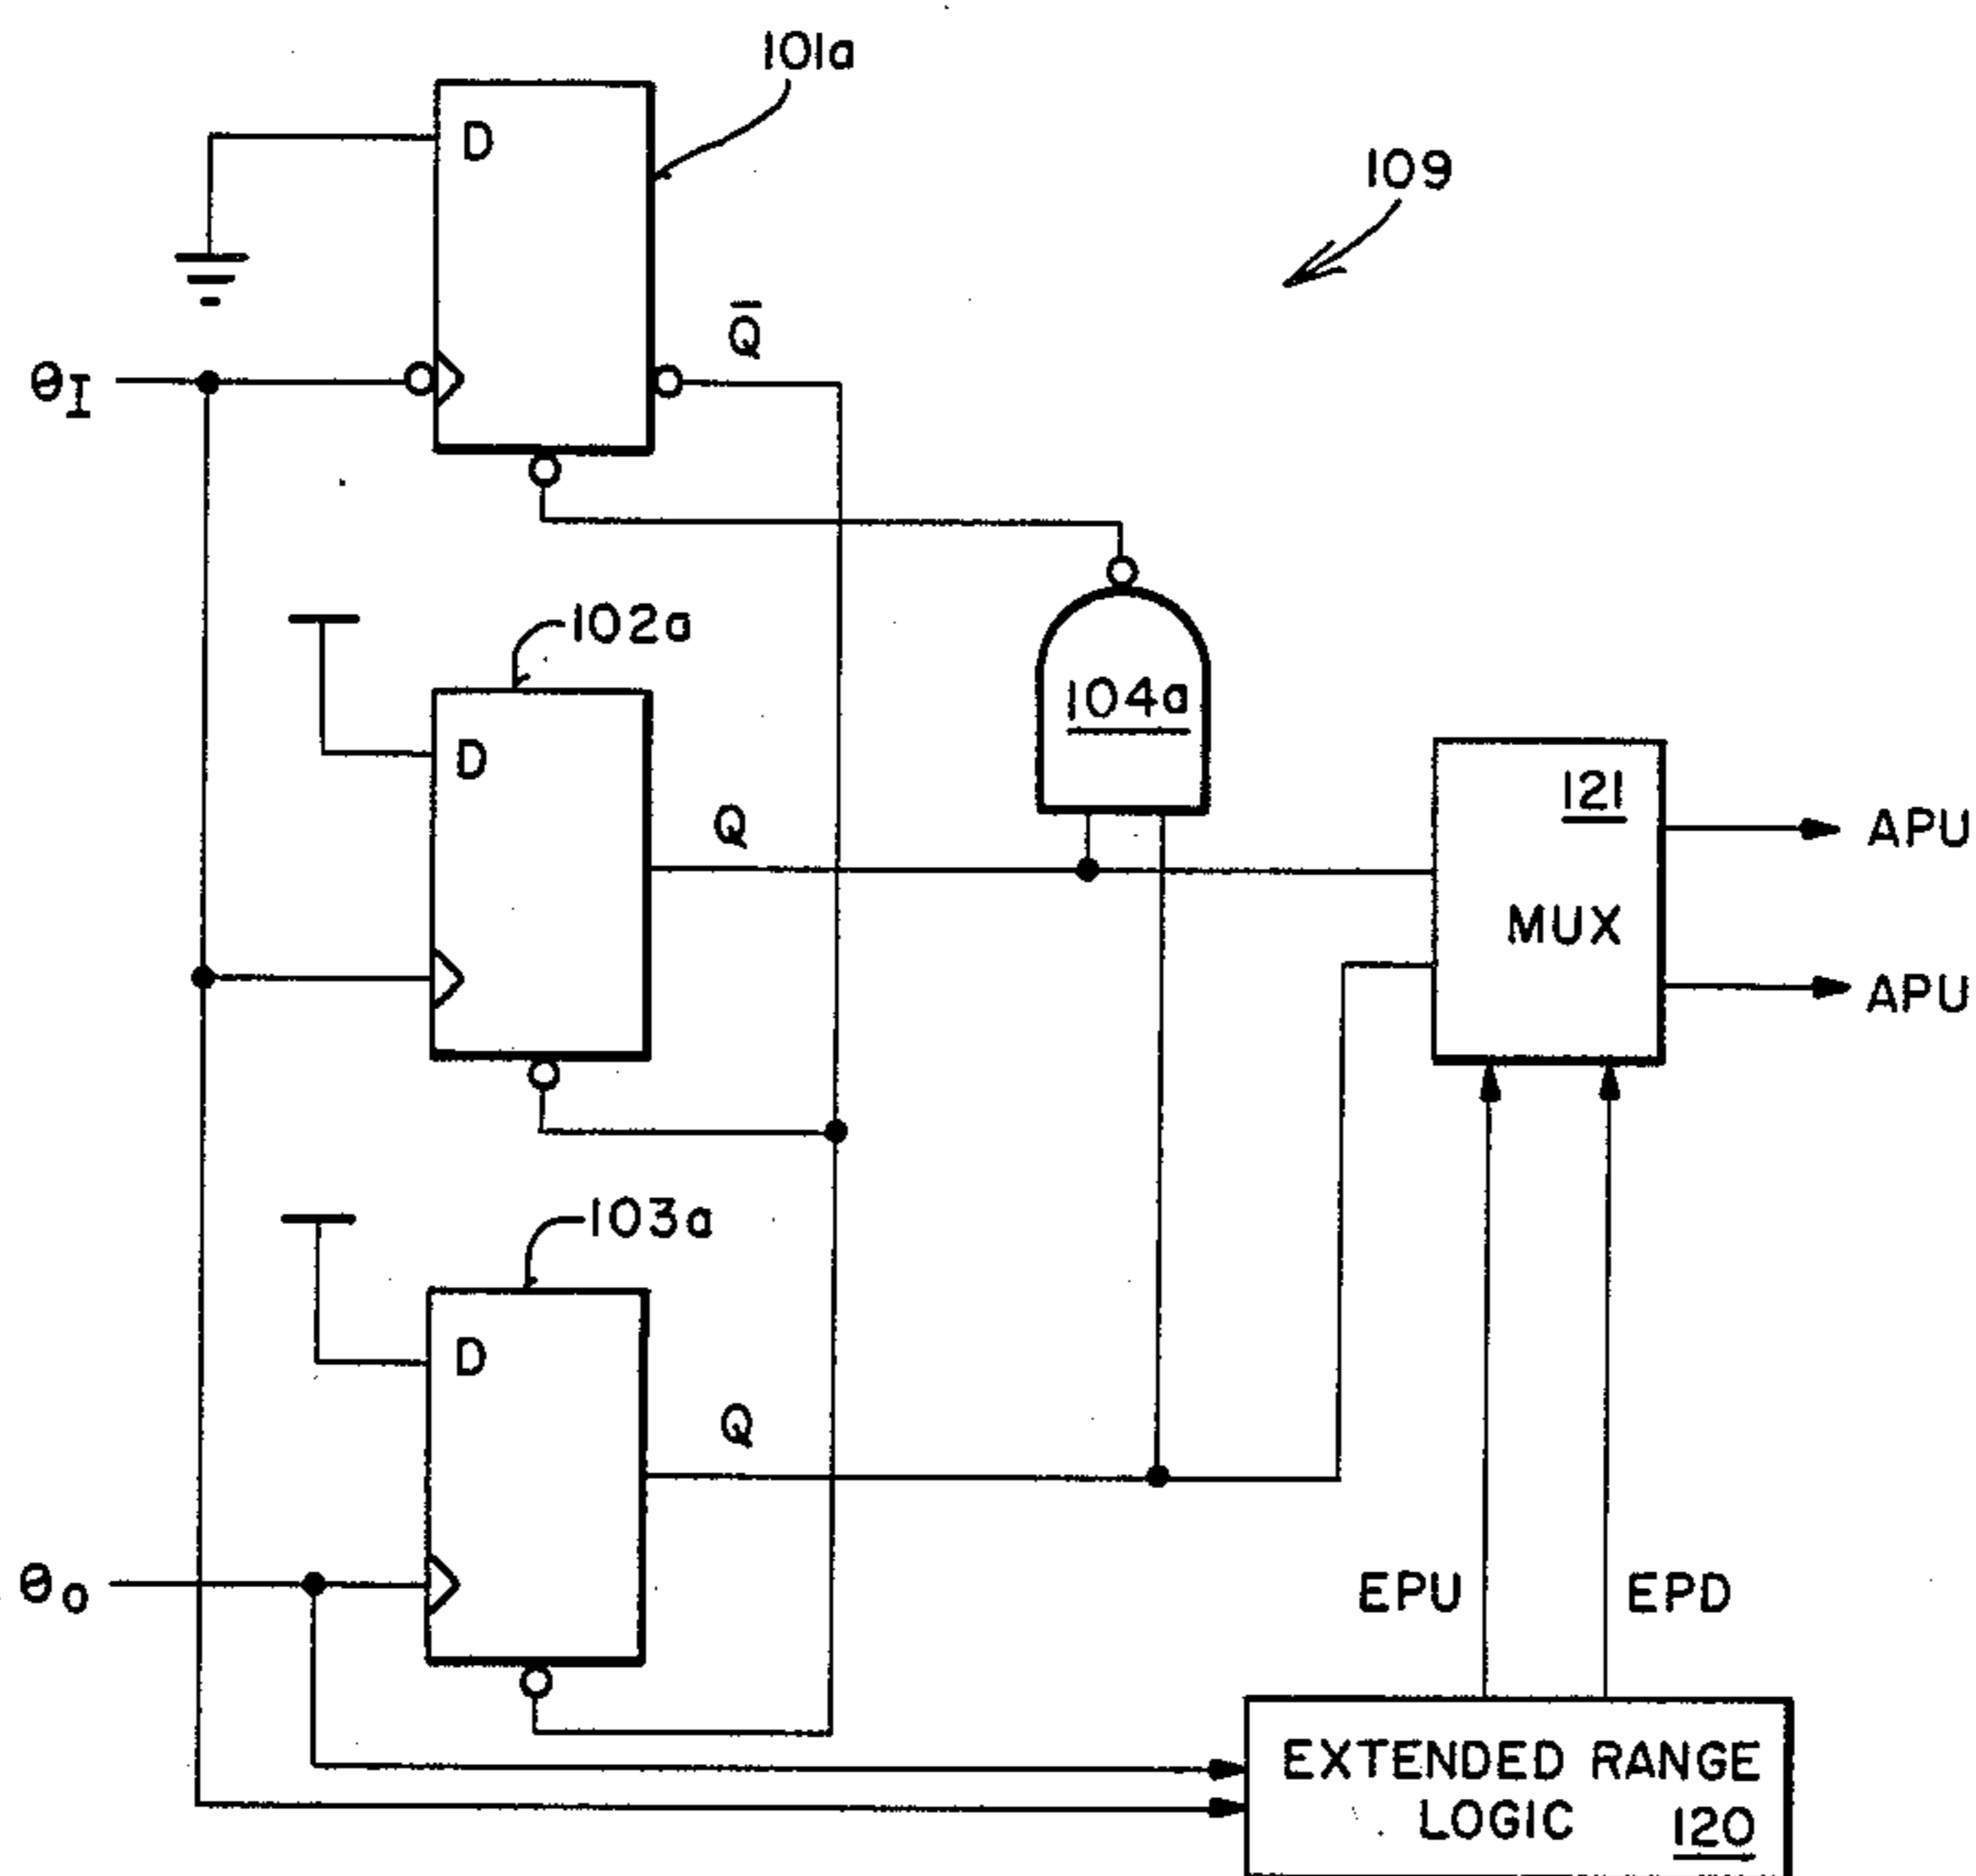 101a
D
109
Q̅
θI
102a
D
104a
121
Q
APU
MUX
APU
103a
D
Q
θo
EPU
EPD
EXTENDED RANGE
LOGIC 120